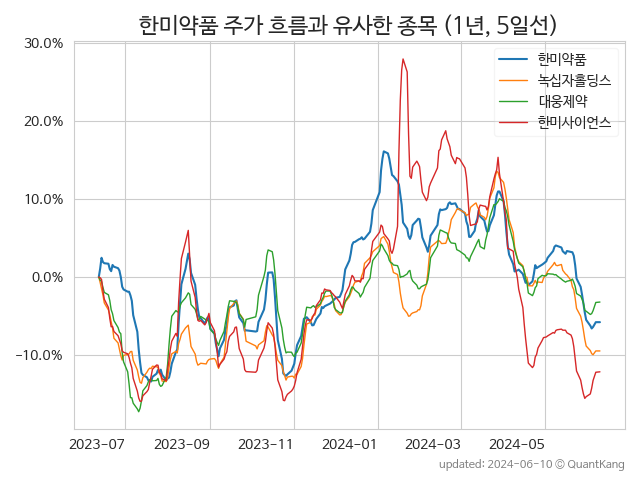 한미약품 주가 흐름과 유사한 종목 (1년, 5일선)
30.0%
20.0%
10.0%
0.0%
−10.0%
한미약품
녹십자홀딩스
대웅제약
한미사이언스
2023-07 2023-09 2023-11 2024-01 2024-03 2024-05
updated: 2024-06-10 © QuantKang